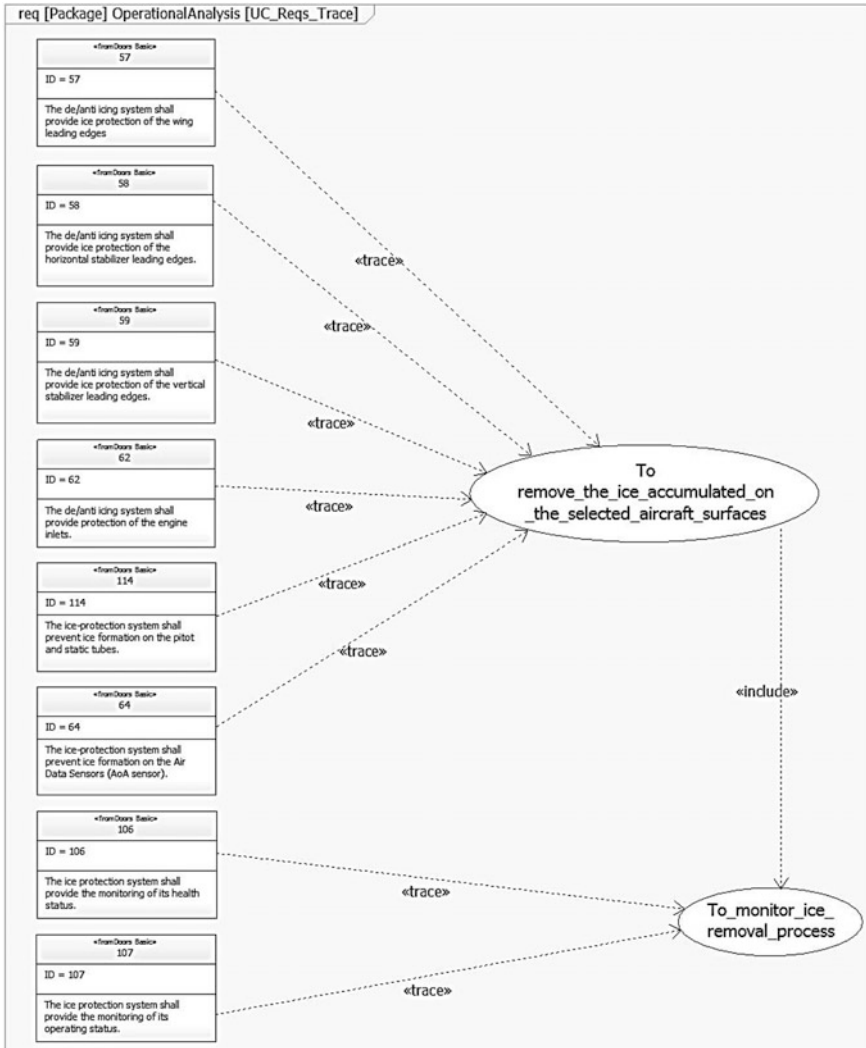 req [Package] OperationalAnalysis [UC_Reqs_Trace]
«fromDoors Basic»
57
ID = 57
The de/anti icing system shall
provide ice protection of the wing
leading edges
«fromDoors Basic»
58
ID = 58
The de/anti icing system shall
provide ice protection of the
horizontal stabilizer leading edges.
«trace»
«trace»
«fromDoors Basic»
59
ID = 59
The de/anti icing system shall
provide ice protection of the vertical
stabilizer leading edges.
«trace»
«fromDoors Basic»
62
ID = 62
The de/anti icing system shall
provide protection of the engine
inlets.
«trace»
To
remove_the_ice_accumulated_on
_the_selected_aircraft_surfaces
«fromDoors Basic»
114
ID = 114
The ice-protection system shall
prevent ice formation on the pitot
and static tubes.
«trace»
«trace»
«fromDoors Basic»
64
ID = 64
The ice-protection system shall
prevent ice formation on the Air
Data Sensors (AoA sensor).
«include»
«fromDoors Basic»
106
ID = 106
The ice protection system shall
provide the monitoring of its health
status.
«trace»
To_monitor_ice_
removal_process
«fromDoors Basic»
107
ID = 107
The ice protection system shall
provide the monitoring of its
operating status.
«trace»